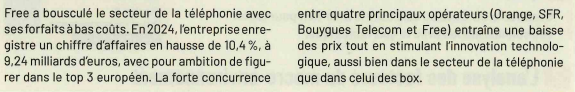 Free a bousculé le secteur de la téléphonie avec
ses forfaits à bas coûts. En 2024, l'entreprise enre-
gistre un chiffre d'affaires en hausse de 10,4 %, à
9,24 milliards d'euros, avec pour ambition de figu-
rer dans le top 3 européen. La forte concurrence
entre quatre principaux opérateurs (Orange, SFR,
Bouygues Telecom et Free) entraîne une baisse
des prix tout en stimulant l'innovation technolo-
gique, aussi bien dans le secteur de la téléphonie
que dans celui des box.